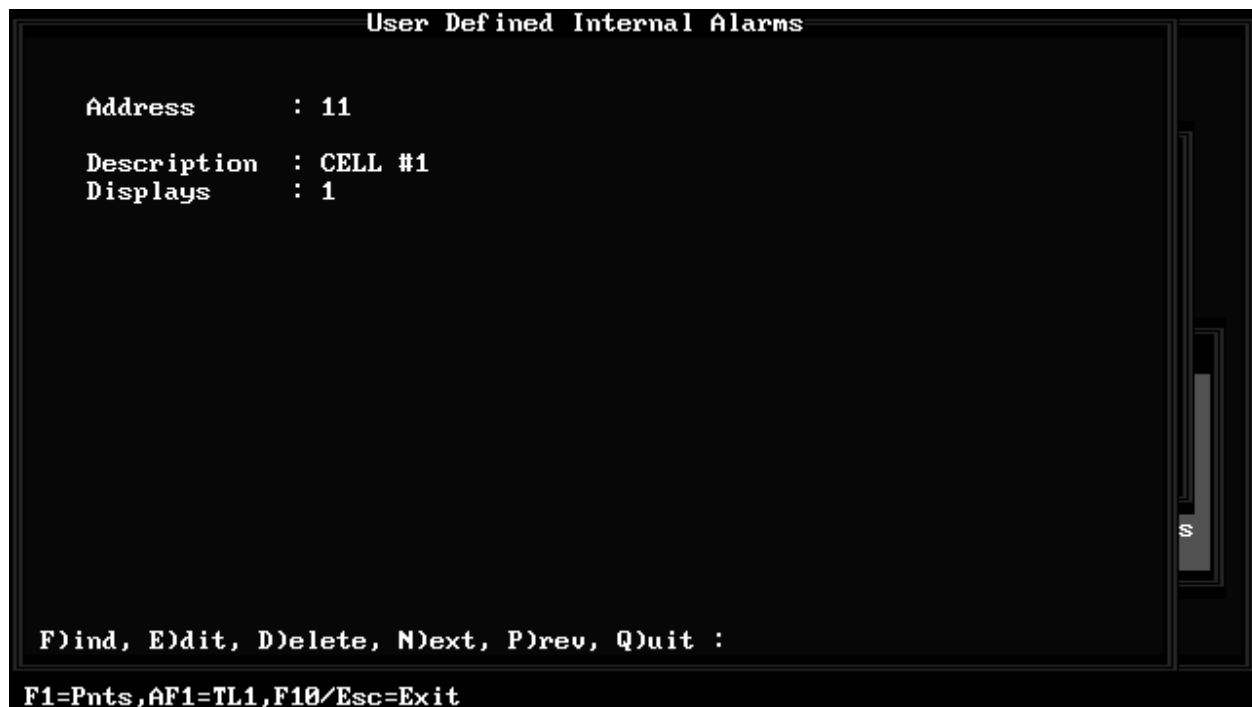 User Defined Internal Alarms
Address : 11
Description : CELL #1
Displays : 1
s
F)ind, E)dit, D)elete, N)ext, P)rev, Q)uit :
F1=Pnts,AF1=TL1,F10/Esc=Exit